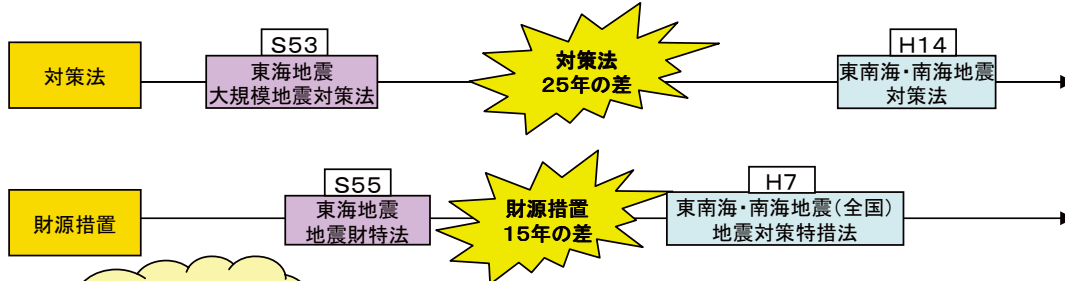 対策法
S53
東海地震
大規模地震対策法
対策法
25年の差
H14
東南海・南海地震
対策法
財源措置
S55
東海地震
地震財特法
財源措置
15年の差
H7
東南海・南海地震(全国)
地震対策特措法